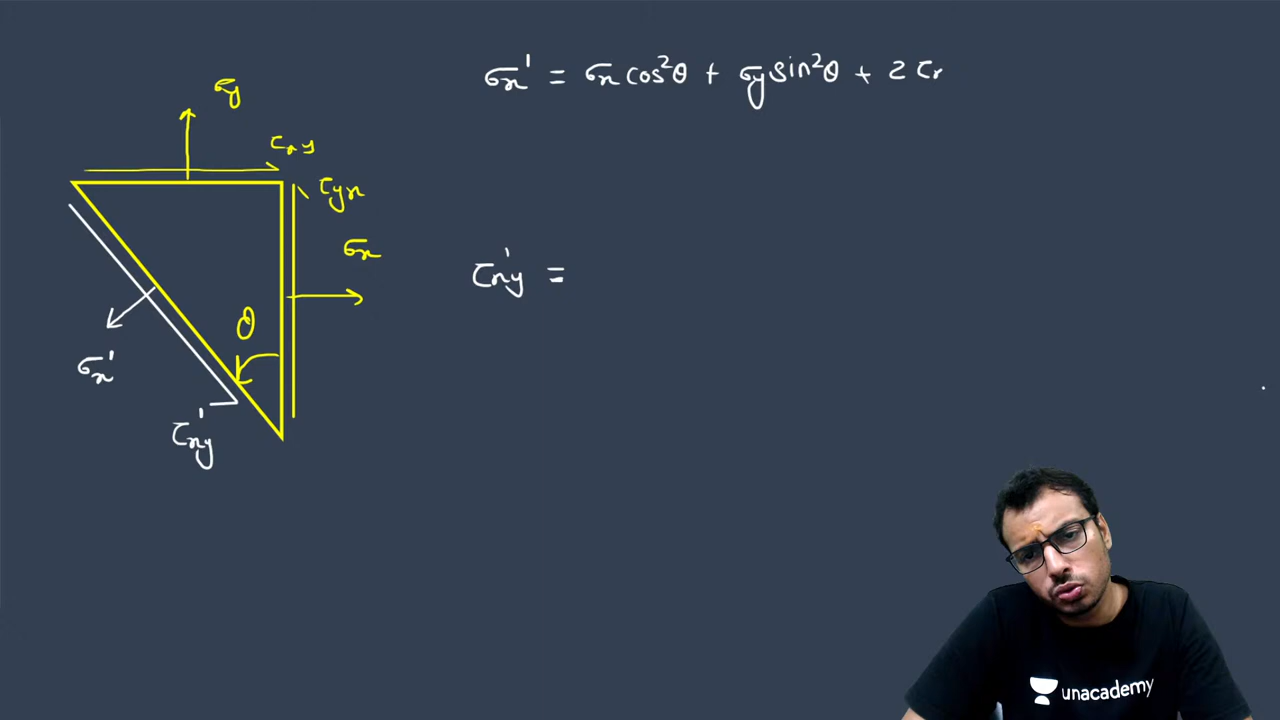 σx' = σx cos²θ + σy sin²θ + 2 τ
σy
τxy
τyx
σx
τxy' =
θ
σx'
τxy'
unacademy